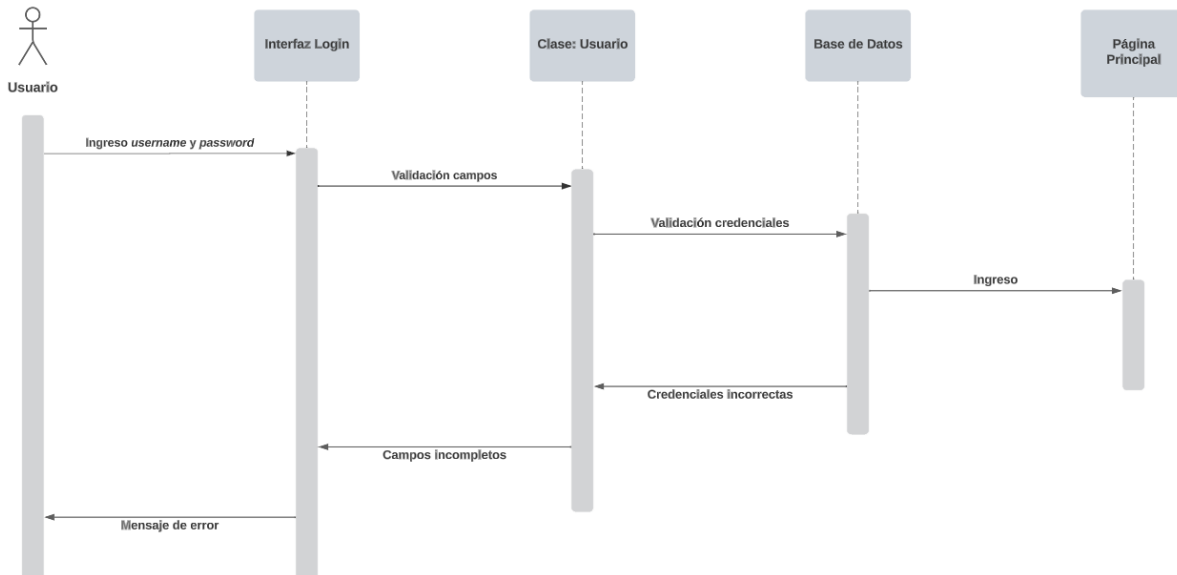 Usuario
Interfaz Login
Clase: Usuario
Base de Datos
Página
Principal
Ingreso username y password
Validación campos
Validación credenciales
Ingreso
Credenciales incorrectas
Campos incompletos
Mensaje de error